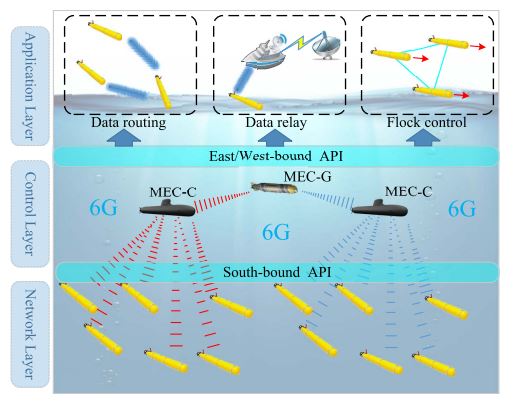 Application Layer
Data routing
Data relay
Flock control
East/West-bound API
Control Layer
MEC-C
MEC-G
MEC-C
6G
6G
6G
South-bound API
Network Layer